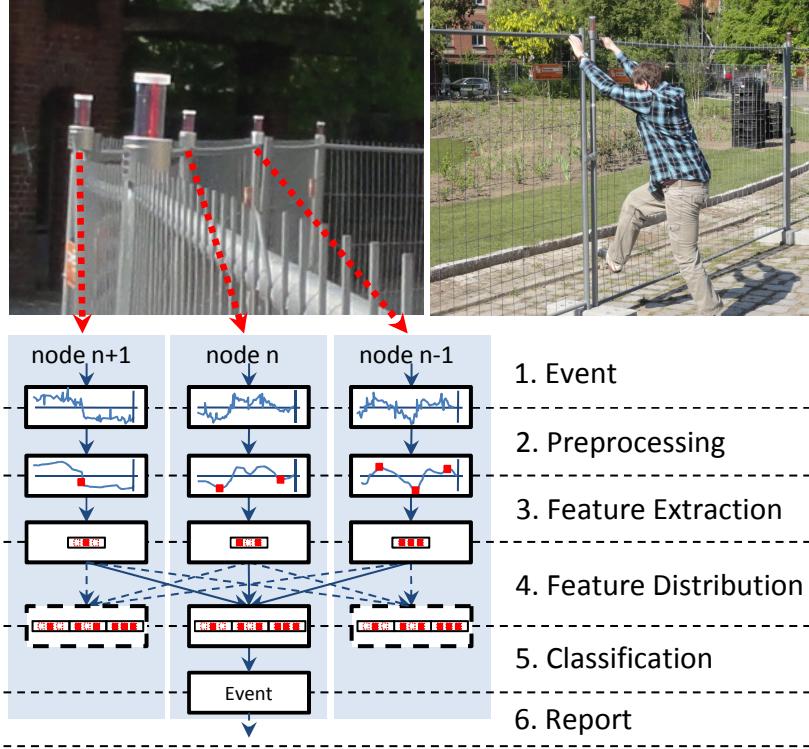 node n+1
node n
node n-1
1. Event
2. Preprocessing
3. Feature Extraction
4. Feature Distribution
5. Classification
Event
6. Report